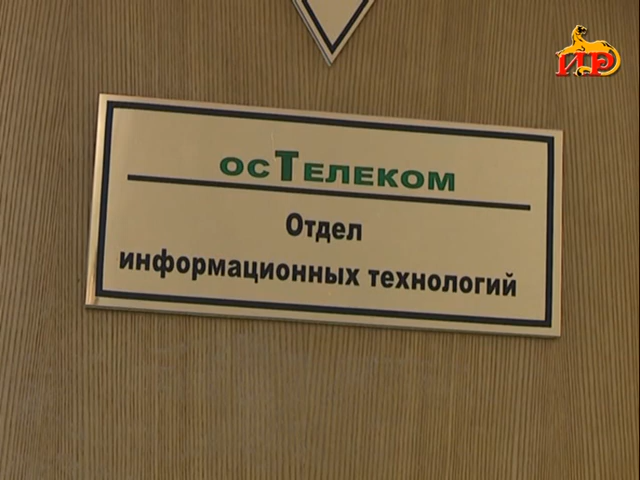 ИР
осТелеком
Отдел
информационных технологий